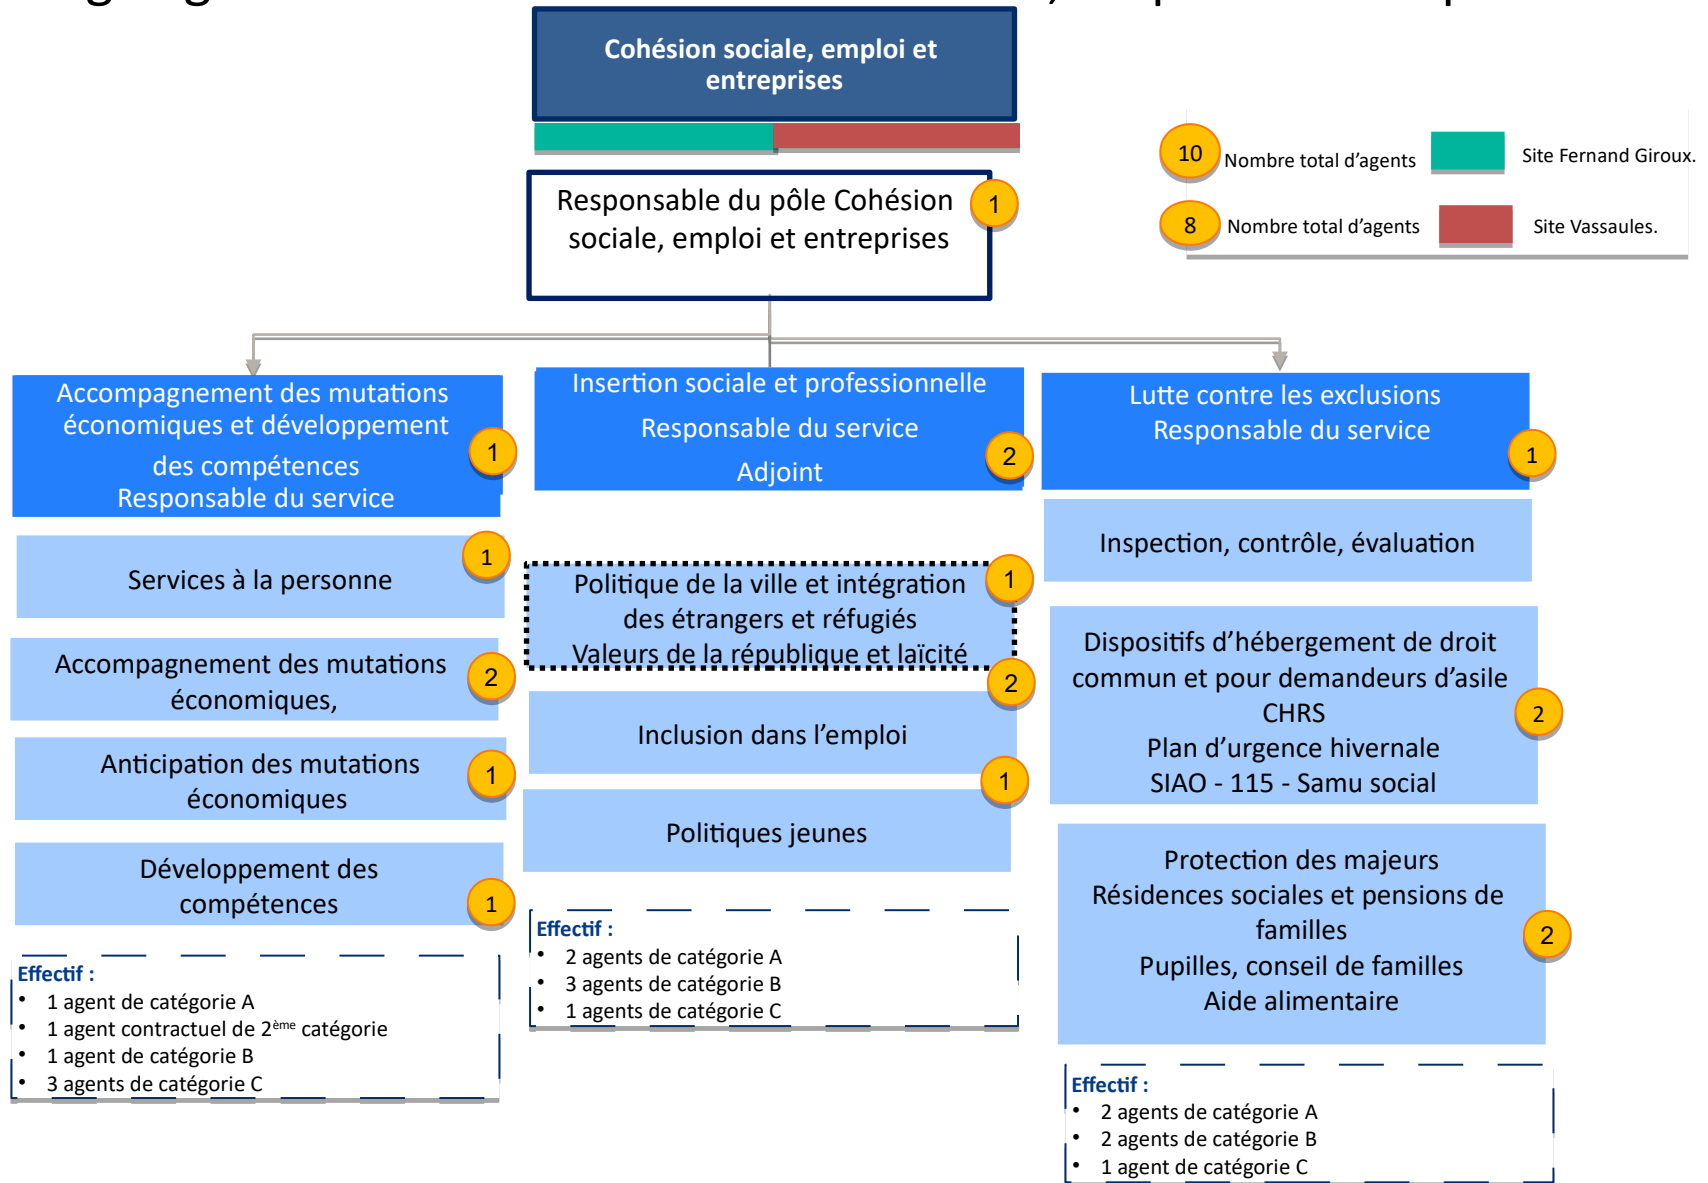 Cohésion sociale, emploi et
entreprises
10
Nombre total d’agents
Site Fernand Giroux.
8
Nombre total d’agents
Site Vassaules.
Responsable du pôle Cohésion
sociale, emploi et entreprises
1
Accompagnement des mutations
économiques et développement
des compétences
Responsable du service
1
Services à la personne
1
Accompagnement des mutations
économiques,
2
Anticipation des mutations
économiques
1
Développement des
compétences
1
Effectif :
• 1 agent de catégorie A
• 1 agent contractuel de 2ème catégorie
• 1 agent de catégorie B
• 3 agents de catégorie C
Insertion sociale et professionnelle
Responsable du service
Adjoint
2
Politique de la ville et intégration
des étrangers et réfugiés
Valeurs de la république et laïcité
1
2
Inclusion dans l’emploi
1
Politiques jeunes
Effectif :
• 2 agents de catégorie A
• 3 agents de catégorie B
• 1 agents de catégorie C
Lutte contre les exclusions
Responsable du service
1
Inspection, contrôle, évaluation
Dispositifs d’hébergement de droit
commun et pour demandeurs d’asile
CHRS
Plan d’urgence hivernale
SIAO - 115 - Samu social
2
Protection des majeurs
Résidences sociales et pensions de
familles
Pupilles, conseil de familles
Aide alimentaire
2
Effectif :
• 2 agents de catégorie A
• 2 agents de catégorie B
• 1 agent de catégorie C